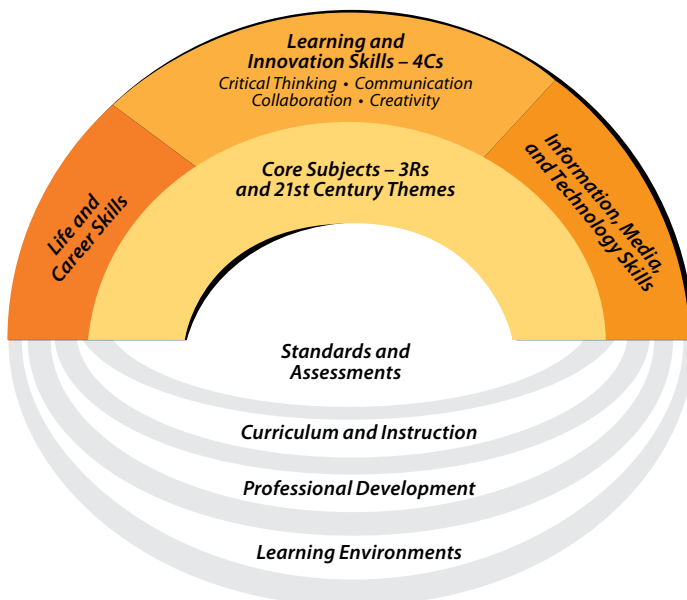 Learning and
Innovation Skills – 4Cs
Critical Thinking • Communication
Collaboration • Creativity
Core Subjects – 3Rs
and 21st Century Themes
Life and
Career Skills
Information, Media,
and Technology Skills
Standards and
Assessments
Curriculum and Instruction
Professional Development
Learning Environments